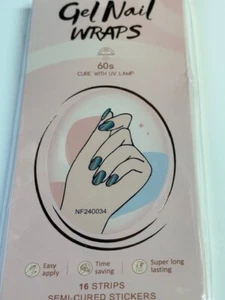 Gel Nail
WRAPS
60s
CURE WITH UV LAMP
NF240034
Easy apply
Time saving
Super long lasting
16 STRIPS
SEMI-CURED STICKERS